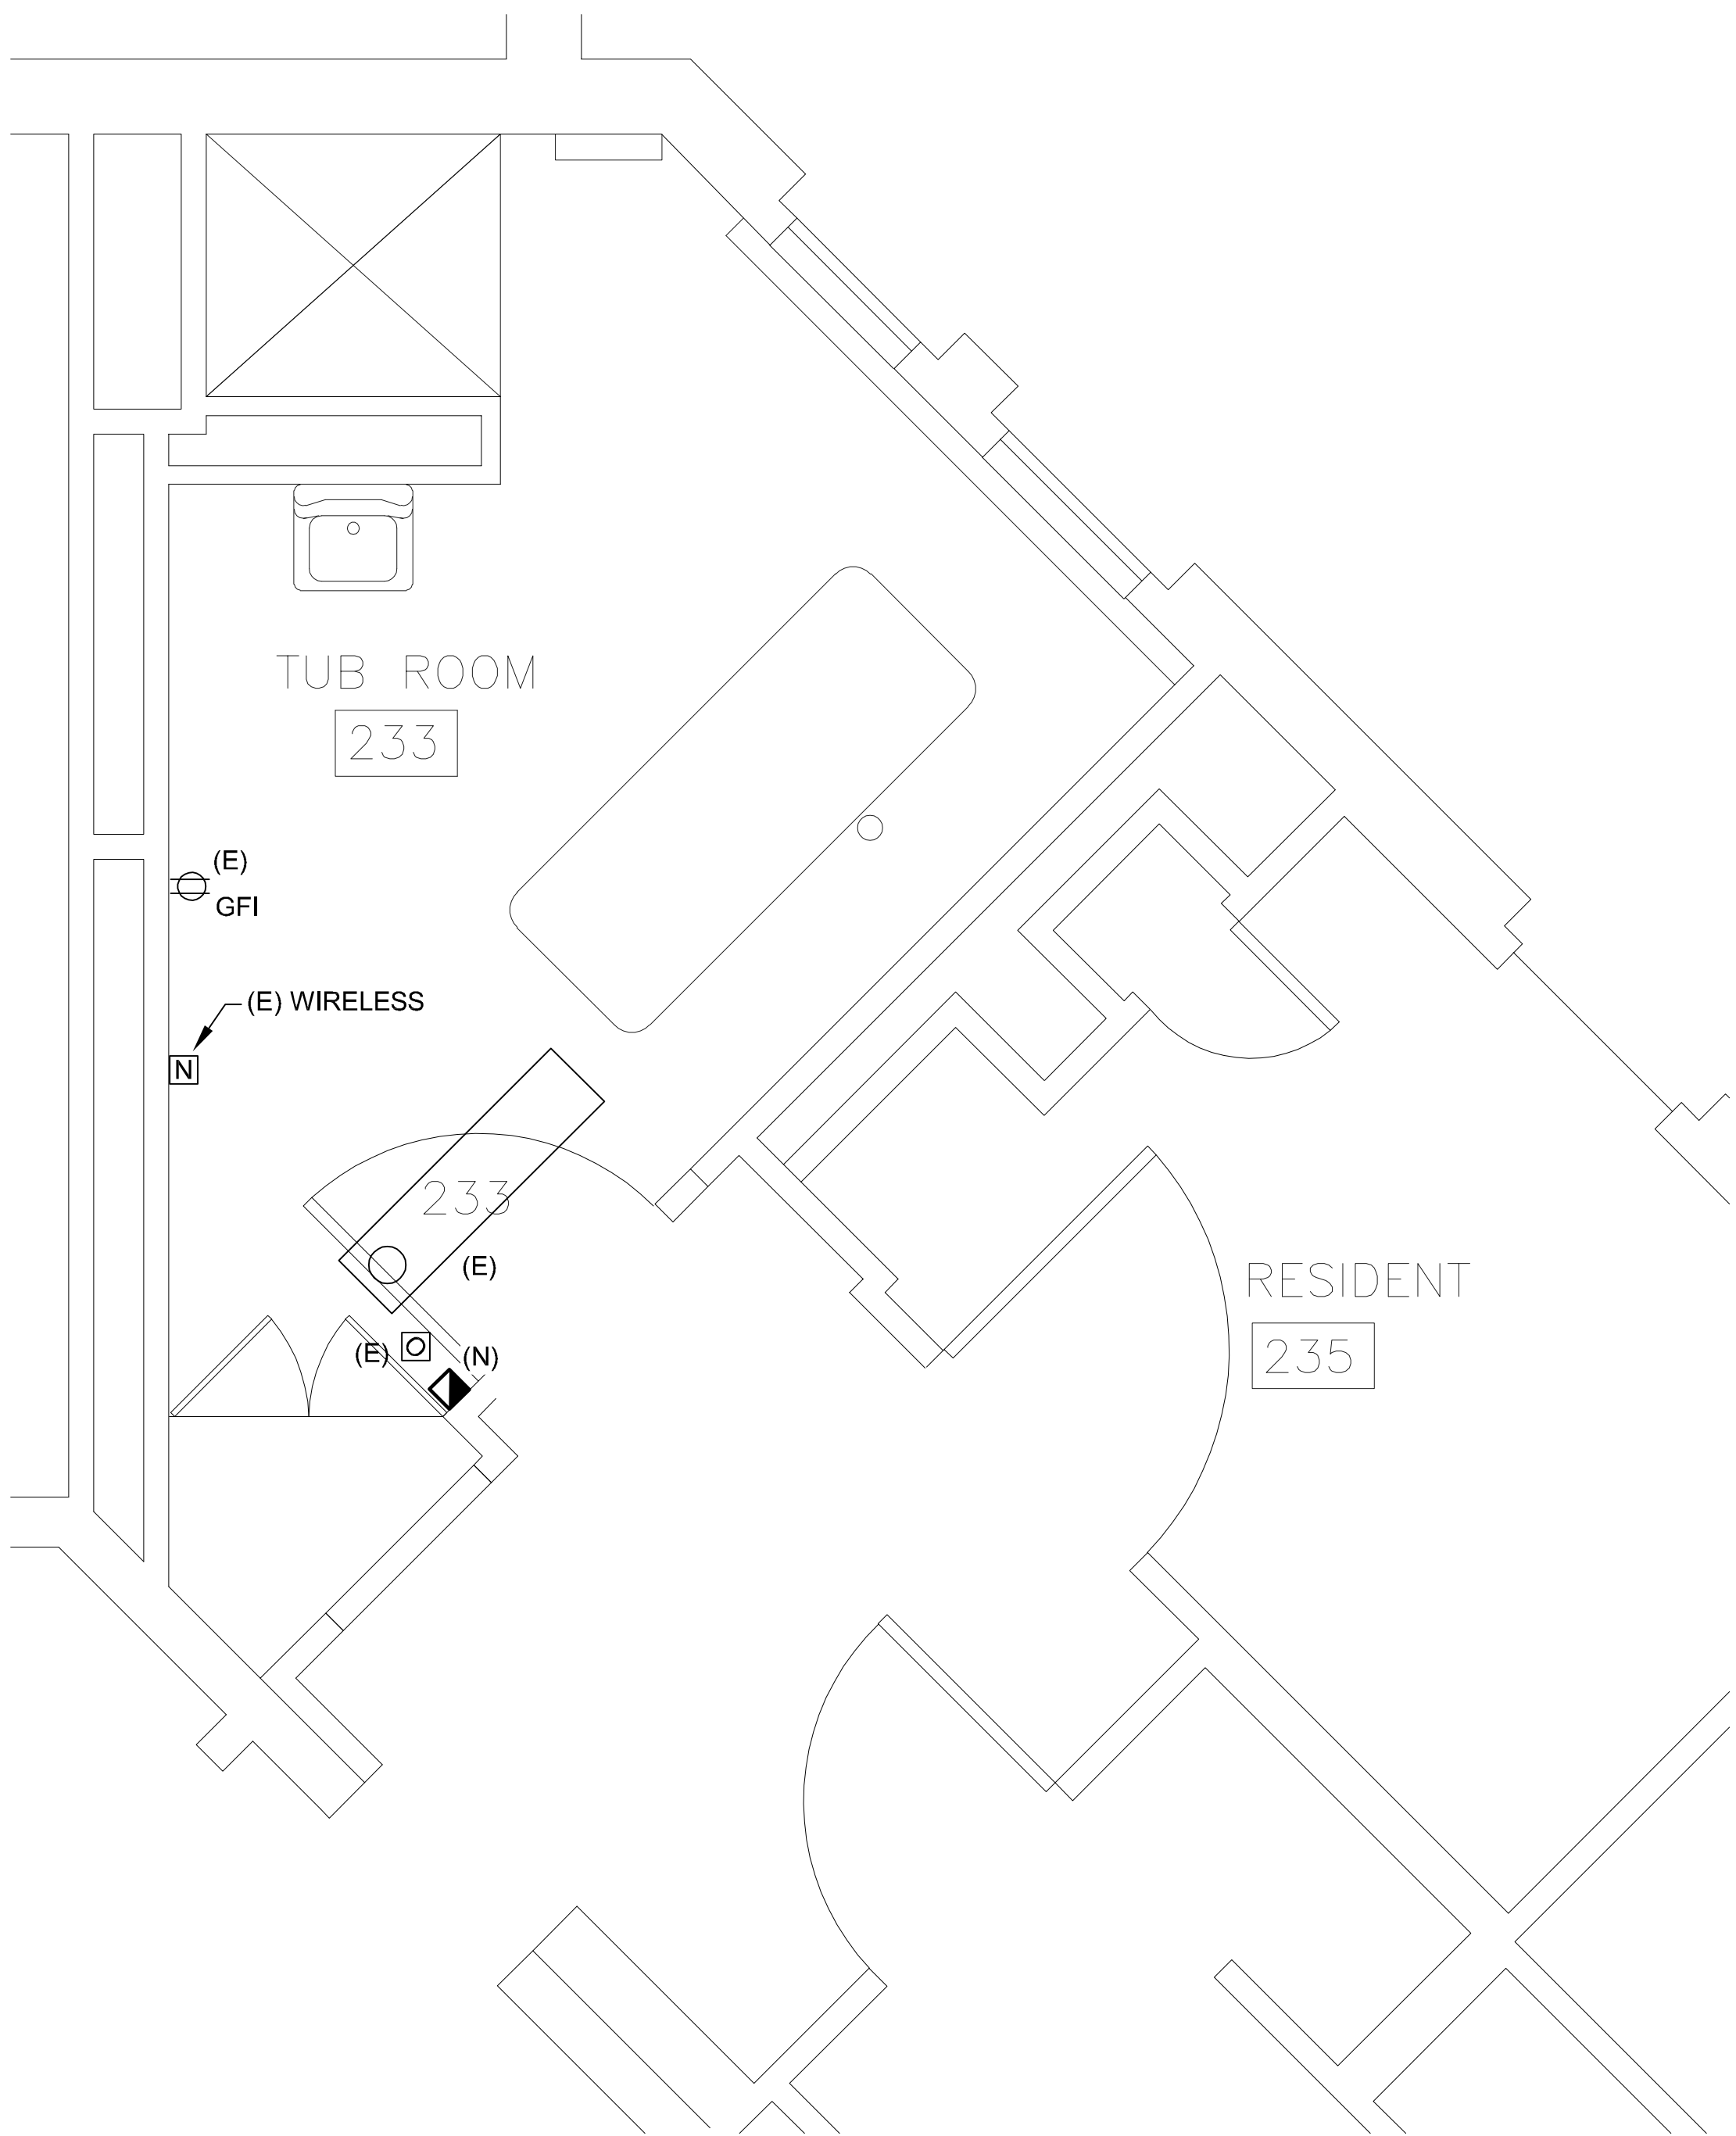 TUB ROOM
233
(E)
GFI
(E) WIRELESS
N
233
(E)
(E)
(N)
RESIDENT
235